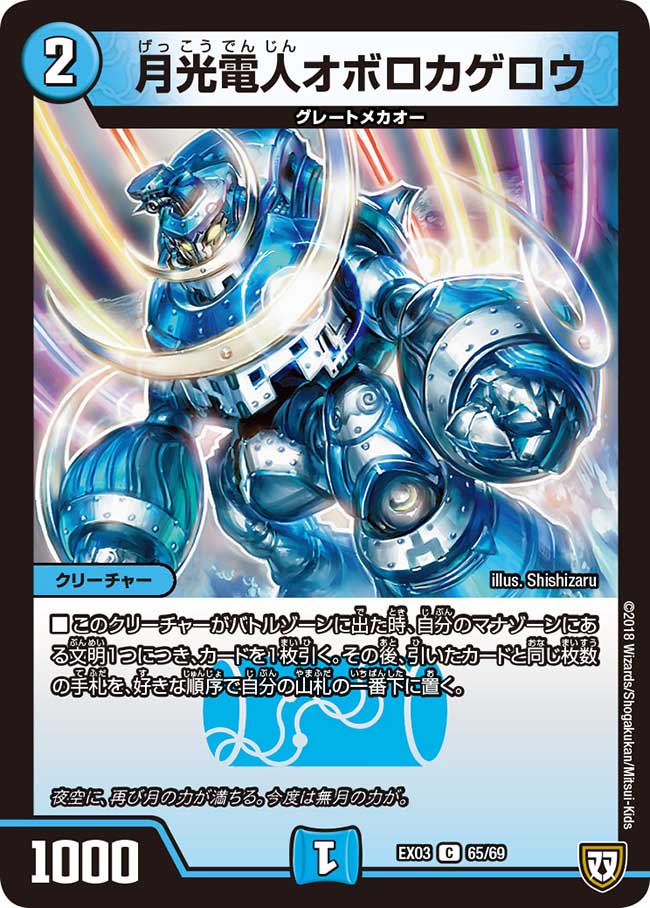 2
げっこうでんじん
月光電人オボロカゲロウ
グレートメカオー
クリーチャー
illus. Shishizaru
■このクリーチャーがバトルゾーンに出た時、自分のマナゾーンにあ
る文明1つにつき、カードを1枚引く。その後、引いたカードと同じ枚数
の手札を、好きな順序で自分の山札の一番下に置く。
夜空に、再び月の力が満ちる。今度は無月の力が。
©2018 Wizards/Shogakukan/Mitsui-Kids
1000
1
EX03 C 65/69